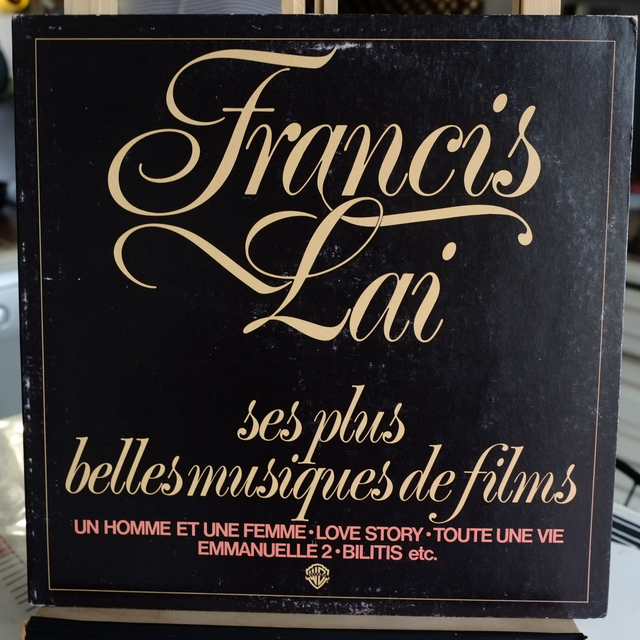 Francis
Lai
ses plus
belles musiques de films
UN HOMME ET UNE FEMME • LOVE STORY • TOUTE UNE VIE
EMMANUELLE 2 • BILITIS etc.